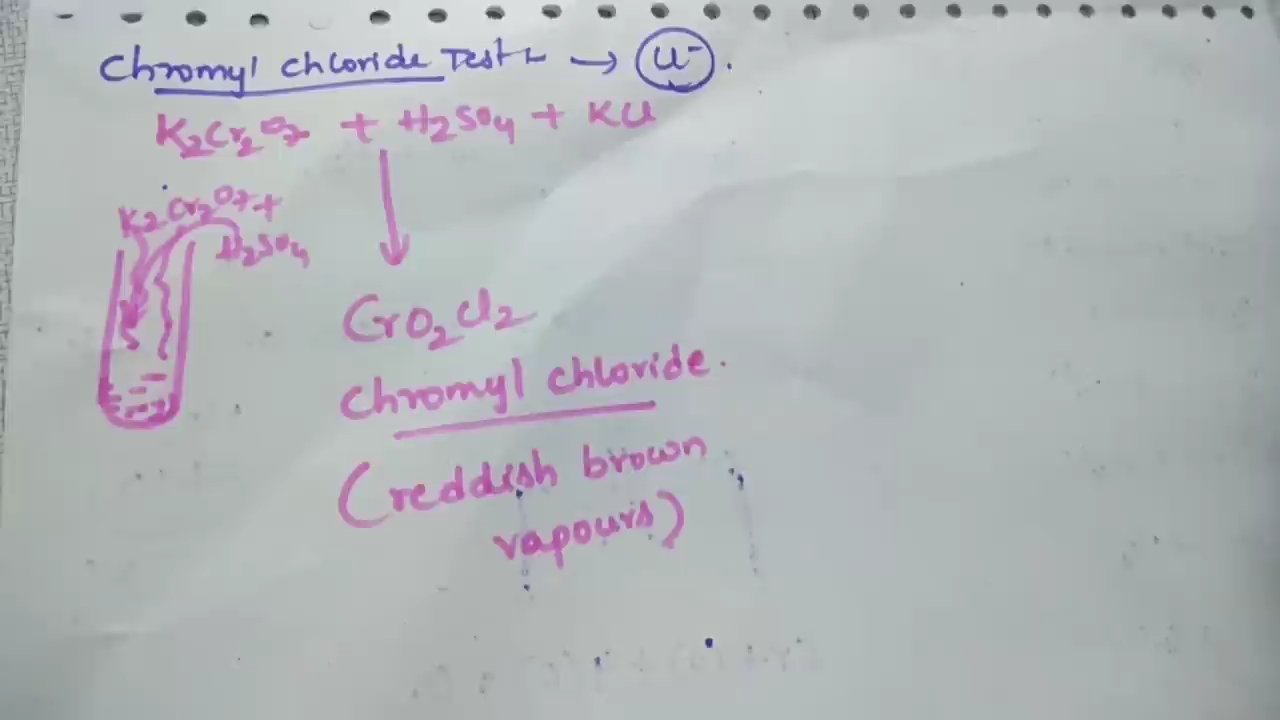 Chromyl chloride Test :- → Cl⁻.
K₂Cr₂O₇ + H₂SO₄ + KCl
K₂Cr₂O₇ +
H₂SO₄
CrO₂Cl₂
Chromyl chloride.
(reddish brown
vapours)